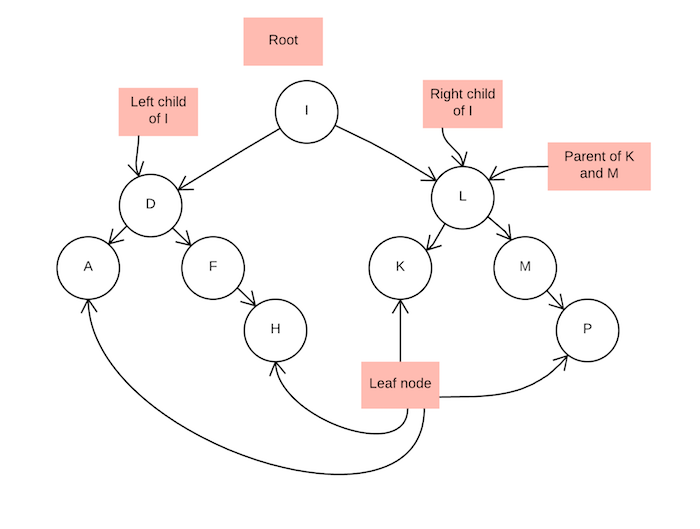 Root
I
Left child
of I
Right child
of I
Parent of K
and M
D
L
A
F
K
M
H
P
Leaf node